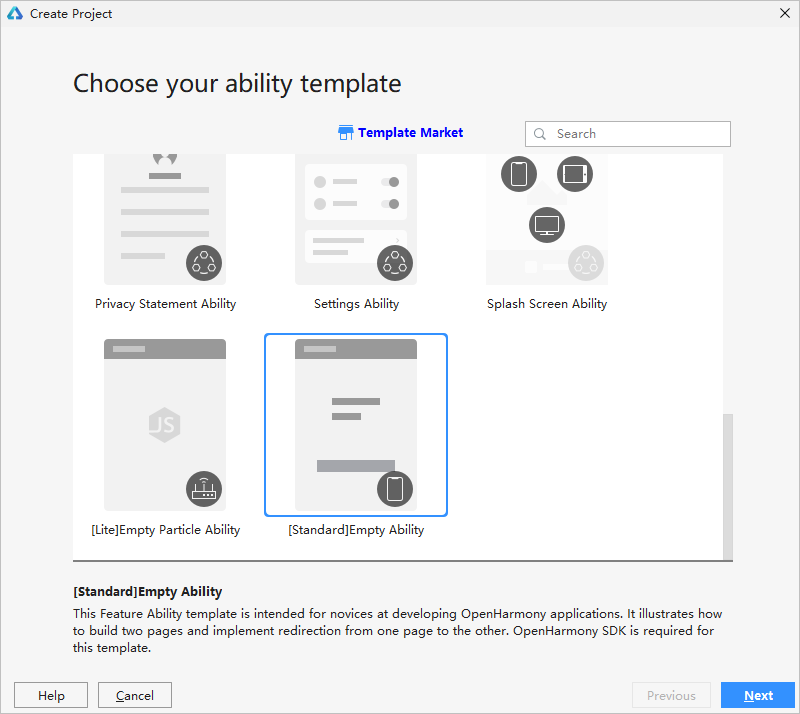 Create Project
Choose your ability template
Template Market
Search
Privacy Statement Ability
Settings Ability
Splash Screen Ability
JS
[Lite]Empty Particle Ability
[Standard]Empty Ability
[Standard]Empty Ability
This Feature Ability template is intended for novices at developing OpenHarmony applications. It illustrates how
to build two pages and implement redirection from one page to the other. OpenHarmony SDK is required for
this template.
Help
Cancel
Previous
Next